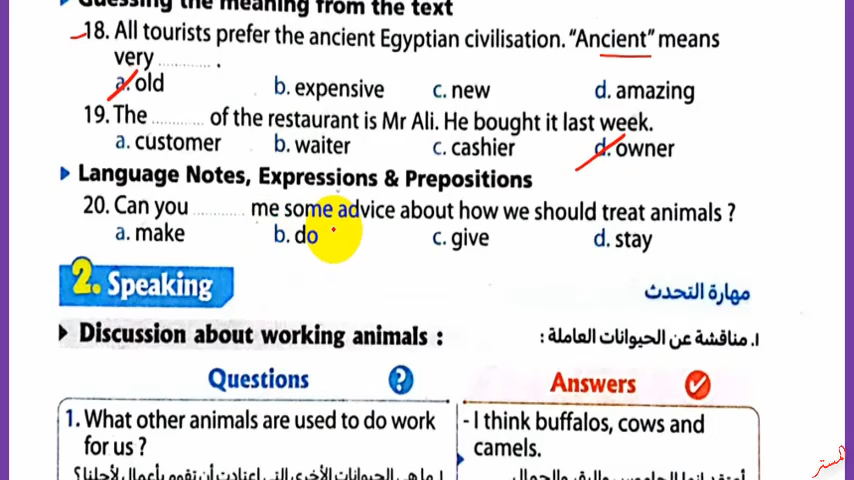 Guessing the meaning from the text
18. All tourists prefer the ancient Egyptian civilisation. "Ancient" means
very ............ .
a. old b. expensive c. new d. amazing
19. The ............ of the restaurant is Mr Ali. He bought it last week.
a. customer b. waiter c. cashier d. owner
Language Notes, Expressions & Prepositions
20. Can you ............ me some advice about how we should treat animals ?
a. make b. do c. give d. stay
2. Speaking مهارة التحدث
Discussion about working animals : ١. مناقشة عن الحيوانات العاملة :
Questions ? Answers
1. What other animals are used to do work
for us ?
- I think buffalos, cows and
camels.
المستر